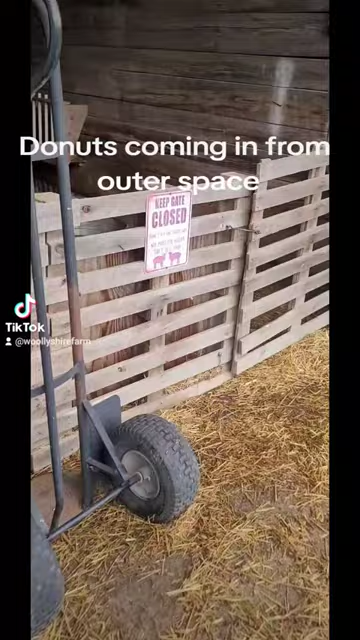 Donuts coming in from
outer space
KEEP GATE
CLOSED
TikTok
@woollyshirefarm